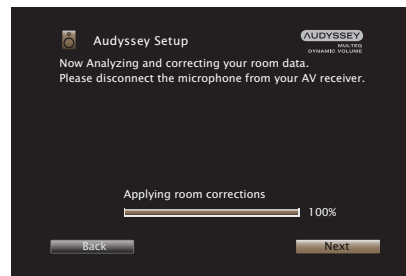 Audyssey Setup
AUDYSSEY
MULTEQ
DYNAMIC VOLUME
Now Analyzing and correcting your room data.
Please disconnect the microphone from your AV receiver.
Applying room corrections
100%
Back
Next